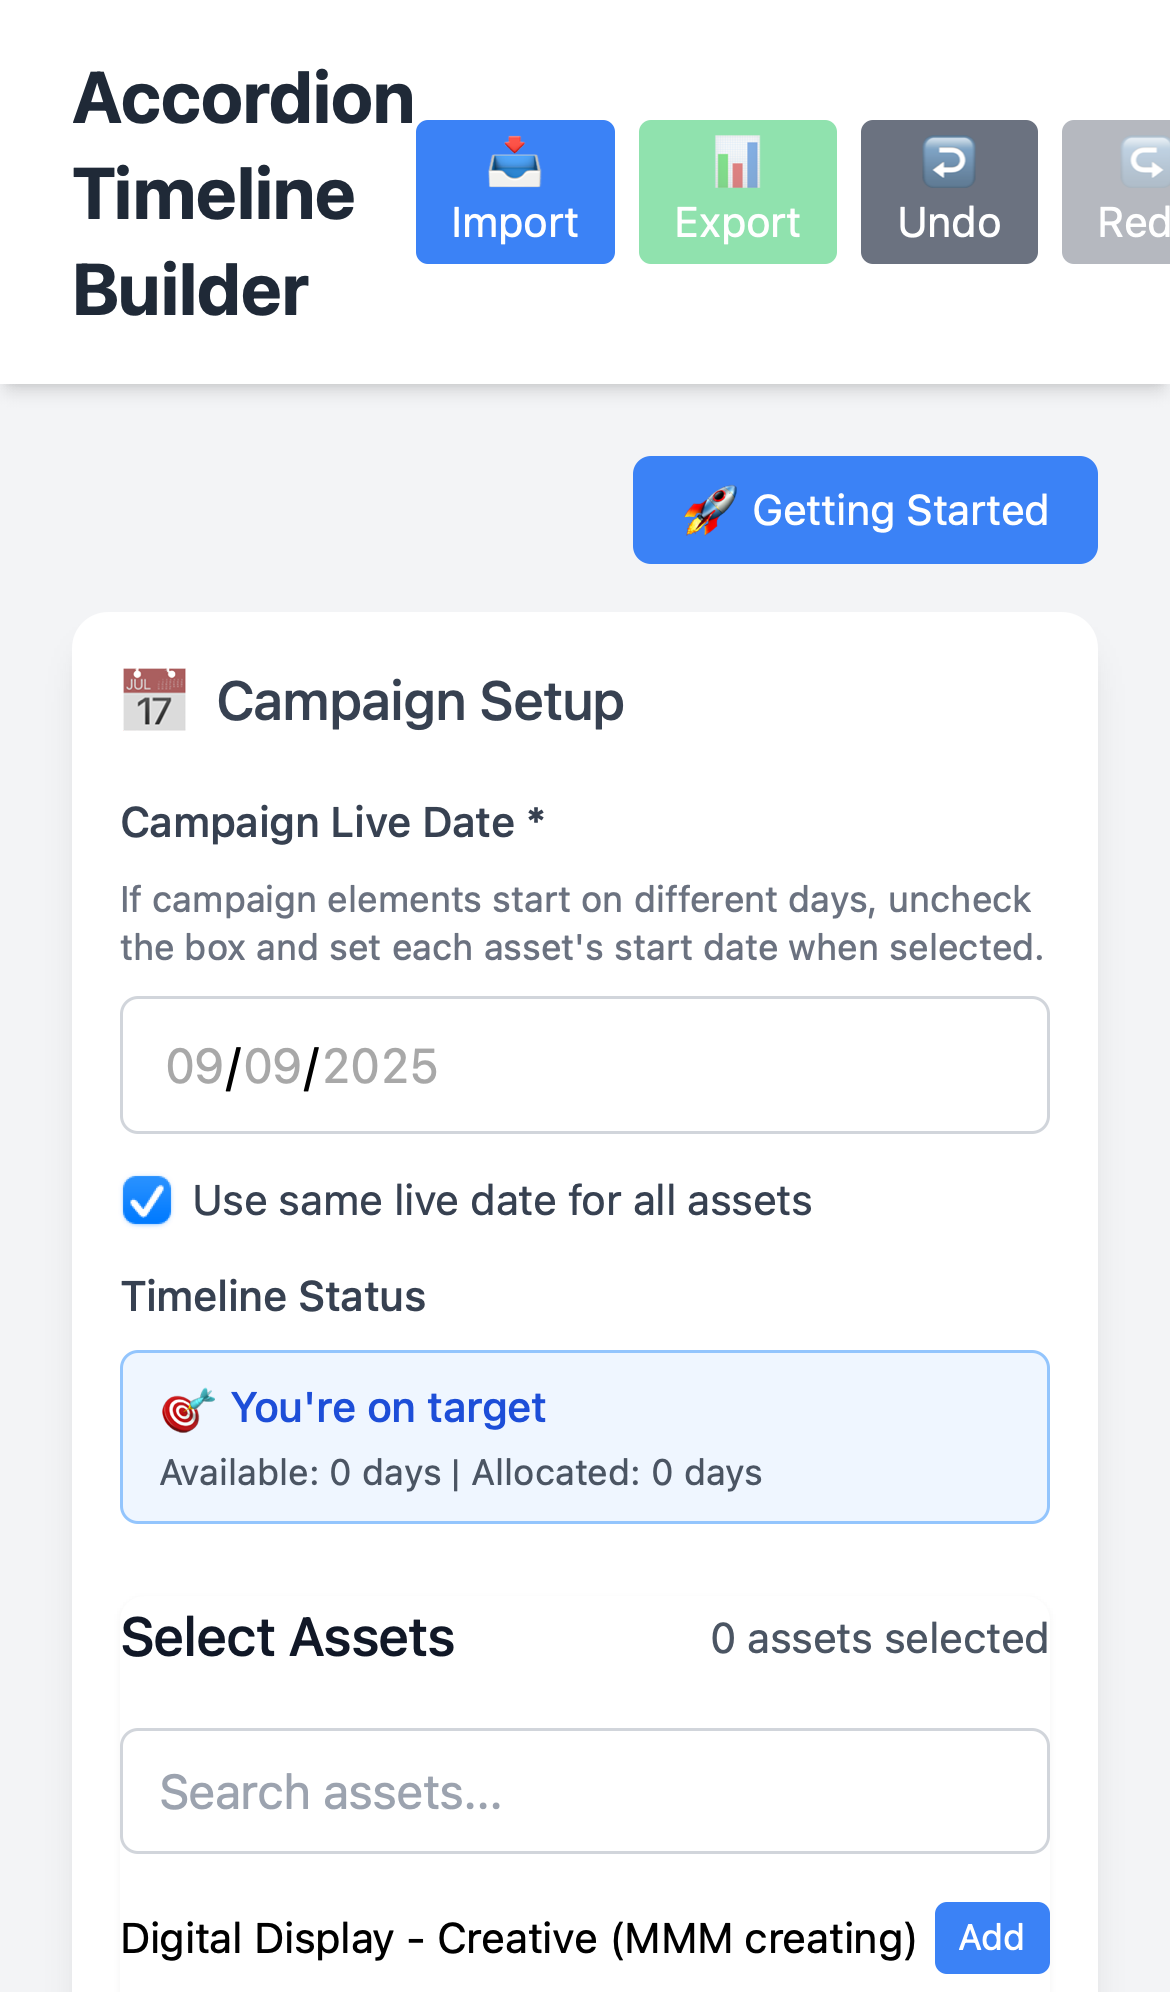 Accordion
Timeline
Builder
Import
Export
Undo
Red
Getting Started
JUL
17
Campaign Setup
Campaign Live Date *
If campaign elements start on different days, uncheck
the box and set each asset's start date when selected.
09/09/2025
Use same live date for all assets
Timeline Status
You're on target
Available: 0 days | Allocated: 0 days
Select Assets
0 assets selected
Search assets...
Digital Display - Creative (MMM creating)
Add